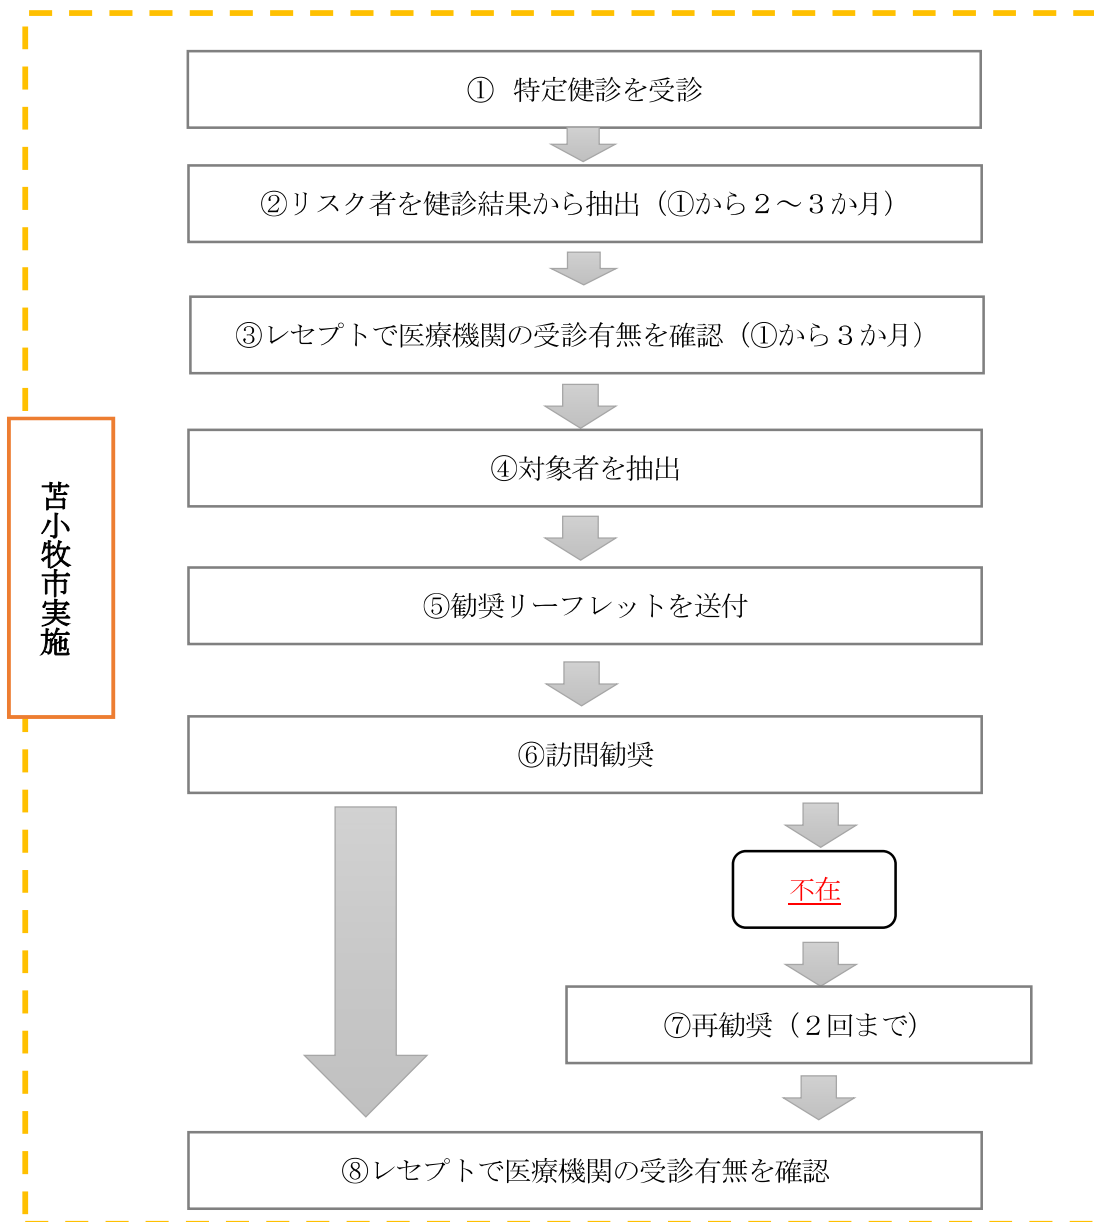 ① 特定健診を受診
②リスク者を健診結果から抽出（①から２～３か月）
③レセプトで医療機関の受診有無を確認（①から３か月）
④対象者を抽出
苫小牧市実施
⑤勧奨リーフレットを送付
⑥訪問勧奨
不在
⑦再勧奨（２回まで）
⑧レセプトで医療機関の受診有無を確認